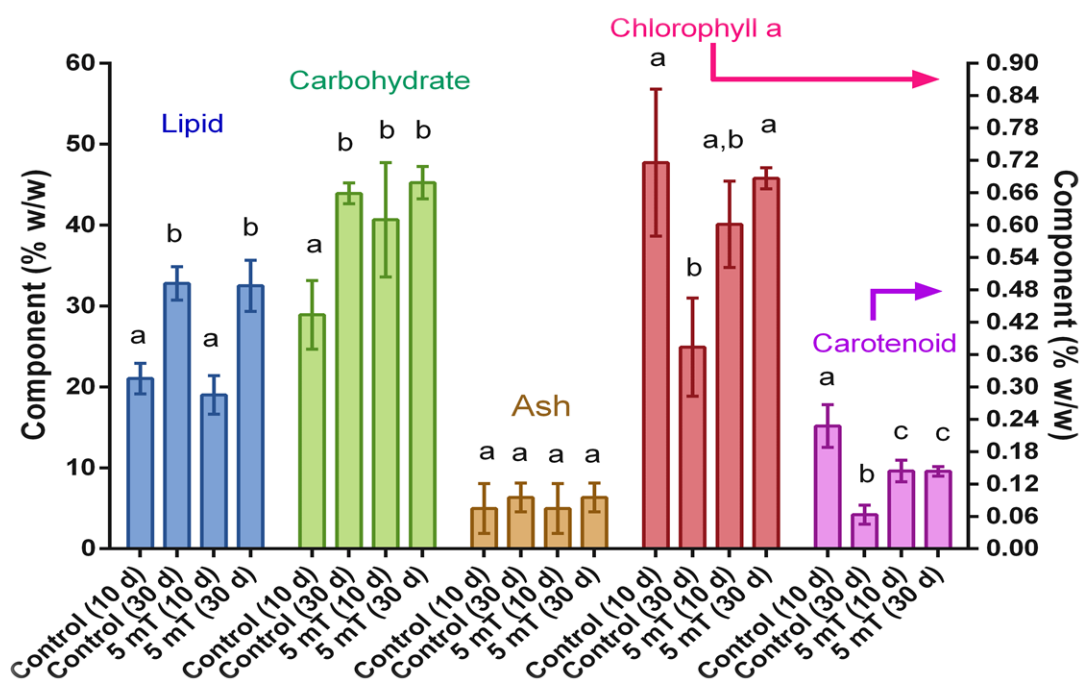 Chlorophyll a
Carbohydrate
Lipid
Ash
Carotenoid
Component (% w/w)
60
50
40
30
20
10
0
a
b
a
b
a
b
b
b
a
a
a
a
a
b
a,b
a
a
b
c
c
0.90
0.84
0.78
0.72
0.66
0.60
0.54
0.48
0.42
0.36
0.30
0.24
0.18
0.12
0.06
0.00
Component (% w/w)
Control (10 d)
Control (30 d)
5 mT (10 d)
5 mT (30 d)
Control (10 d)
Control (30 d)
5 mT (10 d)
5 mT (30 d)
Control (10 d)
Control (30 d)
5 mT (10 d)
5 mT (30 d)
Control (10 d)
Control (30 d)
5 mT (10 d)
5 mT (30 d)
Control (10 d)
Control (30 d)
5 mT (10 d)
5 mT (30 d)